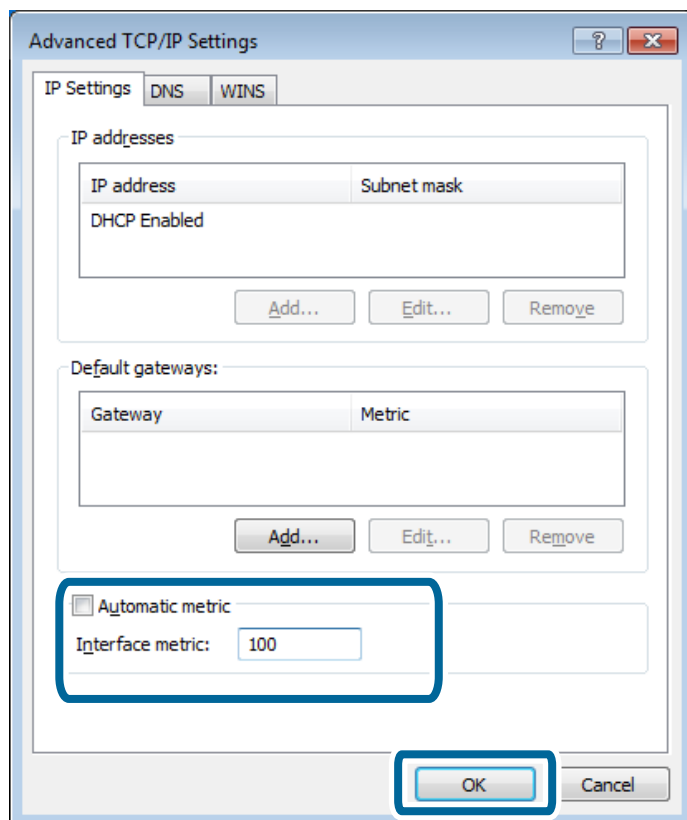 Advanced TCP/IP Settings
?
IP Settings DNS WINS
IP addresses
IP address Subnet mask
DHCP Enabled
Add... Edit... Remove
Default gateways:
Gateway Metric
Add... Edit... Remove
Automatic metric
Interface metric: 100
OK Cancel